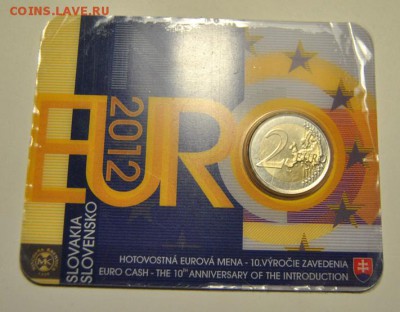 COINS.LAVE.RU
EURO
2012
SLOVAKIA
SLOVENSKO
2 EURO
HOTOVOSTNÁ EUROVÁ MENA - 10. VÝROČIE ZAVEDENIA
EURO CASH - THE 10th ANNIVERSARY OF THE INTRODUCTION